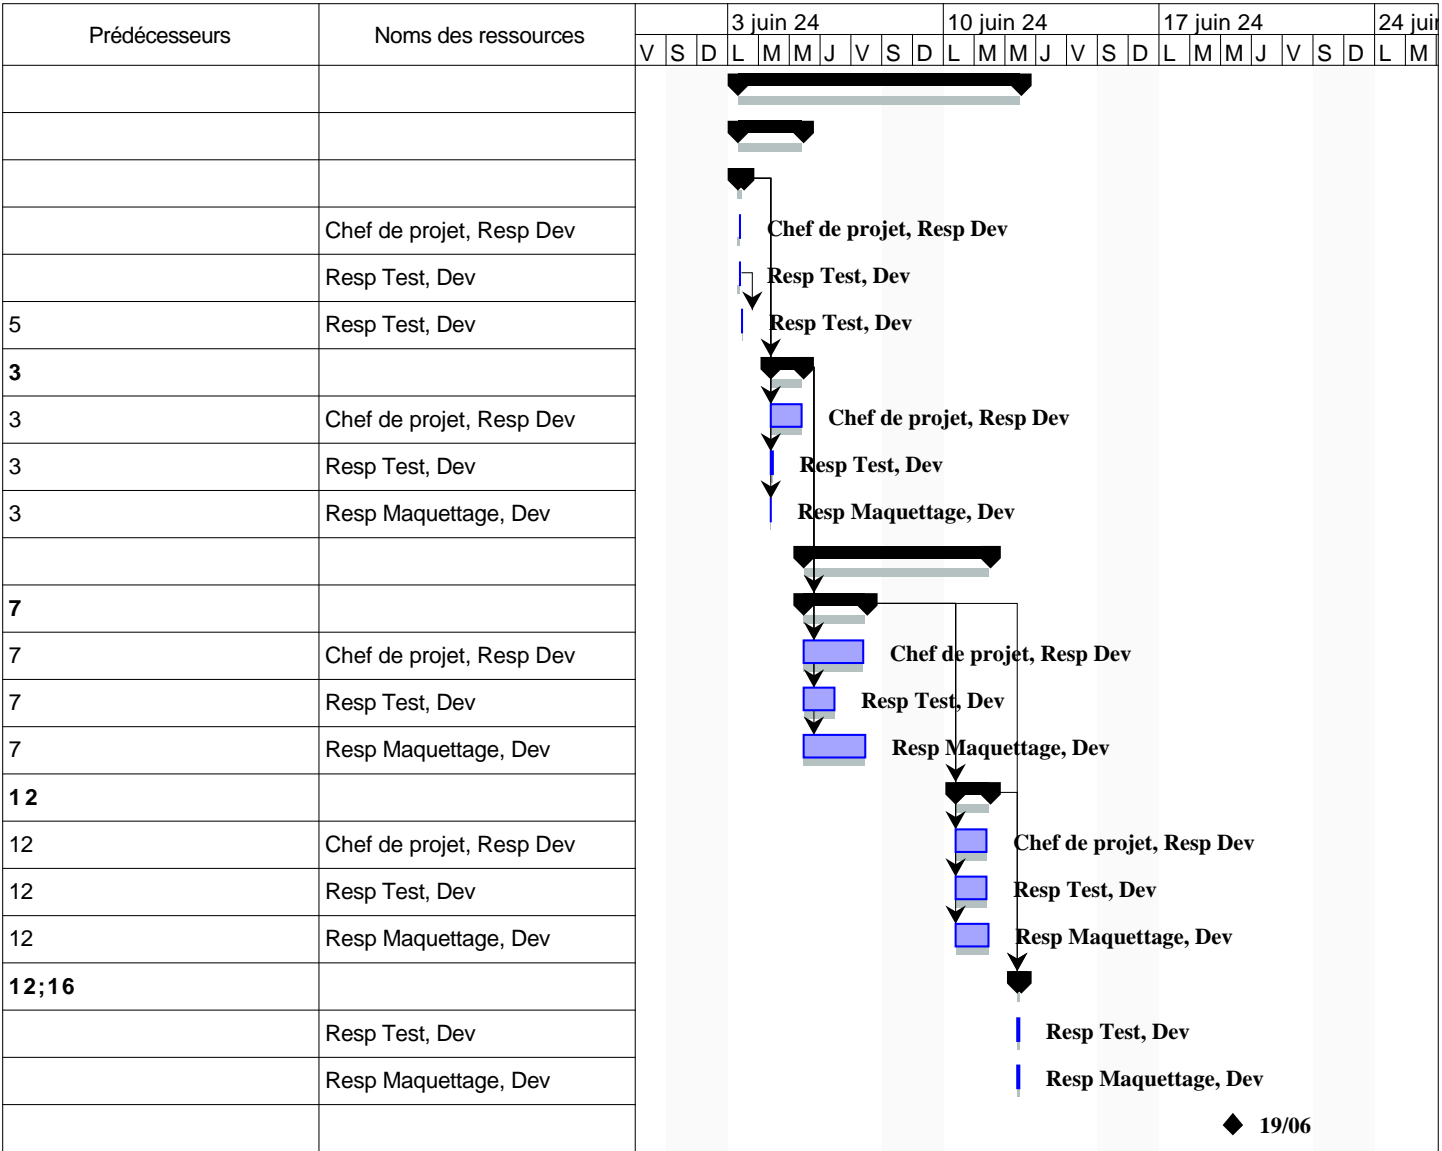 Prédécesseurs Noms des ressources 3 juin 24 10 juin 24 17 juin 24 24 juin
V S D L M M J V S D L M M J V S D L M M J V S D L M
Chef de projet, Resp Dev Chef de projet, Resp Dev
Resp Test, Dev Resp Test, Dev
5 Resp Test, Dev Resp Test, Dev
3
3 Chef de projet, Resp Dev Chef de projet, Resp Dev
3 Resp Test, Dev Resp Test, Dev
3 Resp Maquettage, Dev Resp Maquettage, Dev
7
7 Chef de projet, Resp Dev Chef de projet, Resp Dev
7 Resp Test, Dev Resp Test, Dev
7 Resp Maquettage, Dev Resp Maquettage, Dev
12
12 Chef de projet, Resp Dev Chef de projet, Resp Dev
12 Resp Test, Dev Resp Test, Dev
12 Resp Maquettage, Dev Resp Maquettage, Dev
12;16
Resp Test, Dev Resp Test, Dev
Resp Maquettage, Dev Resp Maquettage, Dev
19/06